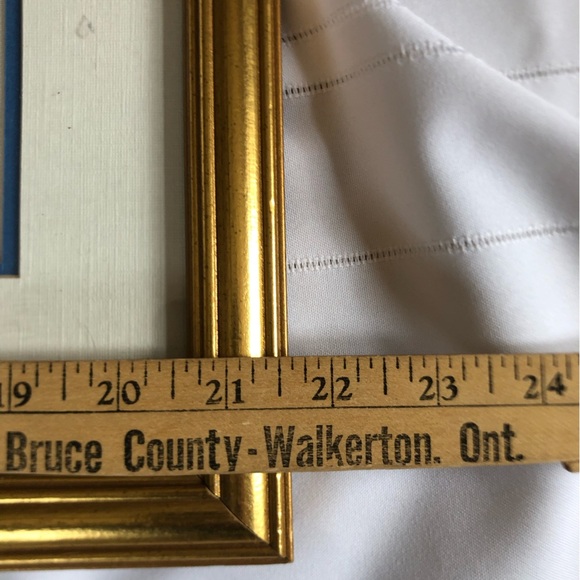 19 20 21 22 23 24
Bruce County-Walkerton, Ont.